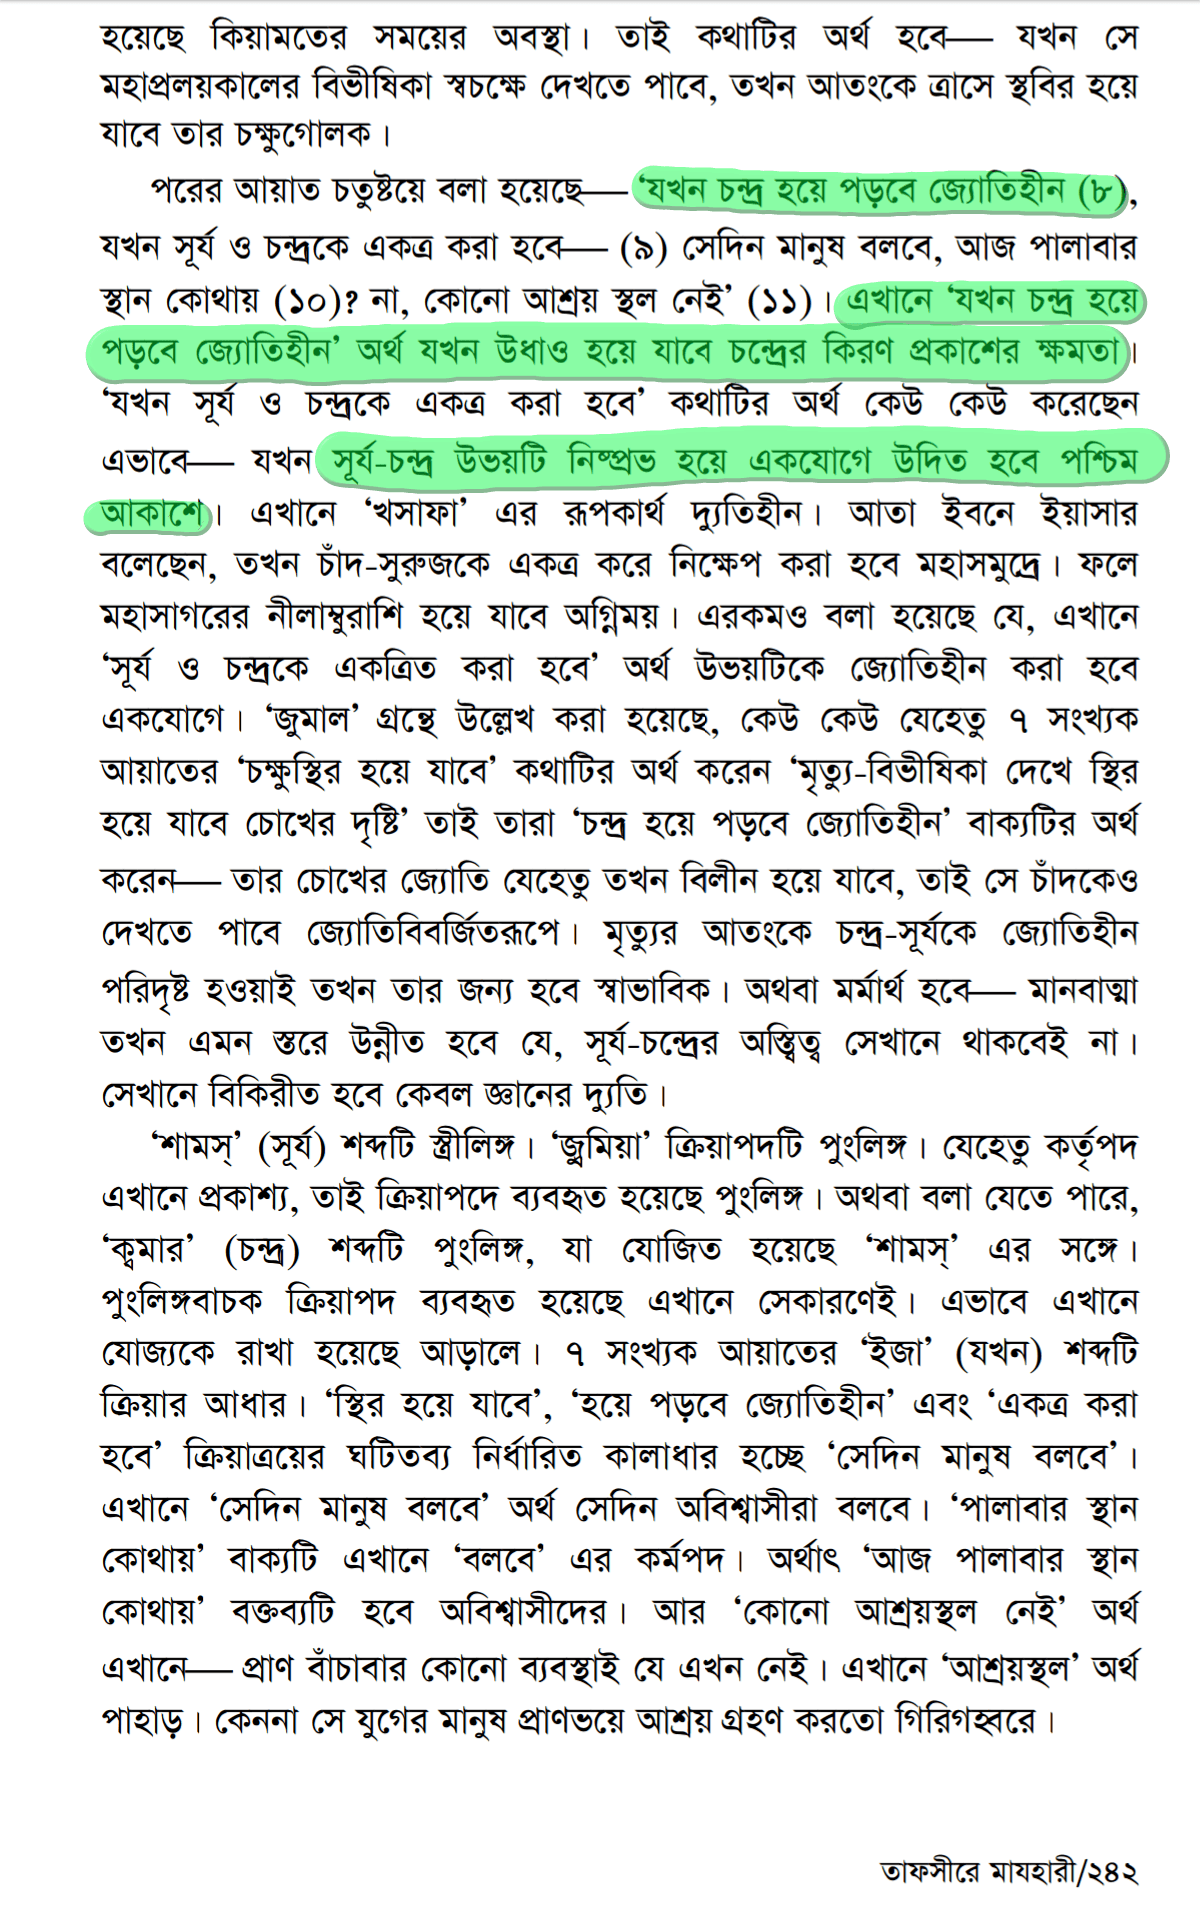 হয়েছে কিয়ামতের সময়ের অবস্থা। তাই কথাটির অর্থ হবে— যখন সে
মহাপ্রলয়কালের বিভীষিকা স্বচক্ষে দেখতে পাবে, তখন আতংকে ত্রাসে স্থবির হয়ে
যাবে তার চক্ষুগোলক।
পরের আয়াত চতুষ্টয়ে বলা হয়েছে— ‘যখন চন্দ্র হয়ে পড়বে জ্যোতিহীন (৮),
যখন সূর্য ও চন্দ্রকে একত্র করা হবে— (৯) সেদিন মানুষ বলবে, আজ পালাবার
স্থান কোথায় (১০)? না, কোনো আশ্রয় স্থল নেই’ (১১)। এখানে ‘যখন চন্দ্র হয়ে
পড়বে জ্যোতিহীন’ অর্থ যখন উধাও হয়ে যাবে চন্দ্রের কিরণ প্রকাশের ক্ষমতা।
‘যখন সূর্য ও চন্দ্রকে একত্র করা হবে’ কথাটির অর্থ কেউ কেউ করেছেন
এভাবে— যখন সূর্য-চন্দ্র উভয়টি নিষ্প্রভ হয়ে একযোগে উদিত হবে পশ্চিম
আকাশে। এখানে ‘খসাফা’ এর রূপকার্থ দ্যুতিহীন। আতা ইবনে ইয়াসার
বলেছেন, তখন চাঁদ-সুরুজকে একত্র করে নিক্ষেপ করা হবে মহাসমুদ্রে। ফলে
মহাসাগরের নীলাম্বুরাশি হয়ে যাবে অগ্নিময়। এরকমও বলা হয়েছে যে, এখানে
‘সূর্য ও চন্দ্রকে একত্রিত করা হবে’ অর্থ উভয়টিকে জ্যোতিহীন করা হবে
একযোগে। ‘জুমাল’ গ্রন্থে উল্লেখ করা হয়েছে, কেউ কেউ যেহেতু ৭ সংখ্যক
আয়াতের ‘চক্ষুস্থির হয়ে যাবে’ কথাটির অর্থ করেন ‘মৃত্যু-বিভীষিকা দেখে স্থির
হয়ে যাবে চোখের দৃষ্টি’ তাই তারা ‘চন্দ্র হয়ে পড়বে জ্যোতিহীন’ বাক্যটির অর্থ
করেন— তার চোখের জ্যোতি যেহেতু তখন বিলীন হয়ে যাবে, তাই সে চাঁদকেও
দেখতে পাবে জ্যোতিবিবর্জিতরূপে। মৃত্যুর আতংকে চন্দ্র-সূর্যকে জ্যোতিহীন
পরিদৃষ্ট হওয়াই তখন তার জন্য হবে স্বাভাবিক। অথবা মর্মার্থ হবে— মানবাত্মা
তখন এমন স্তরে উন্নীত হবে যে, সূর্য-চন্দ্রের অস্ত্বিত্ব সেখানে থাকবেই না।
সেখানে বিকিরীত হবে কেবল জ্ঞানের দ্যুতি।
‘শামস্’ (সূর্য) শব্দটি স্ত্রীলিঙ্গ। ‘জ্বুমিয়া’ ক্রিয়াপদটি পুংলিঙ্গ। যেহেতু কর্তৃপদ
এখানে প্রকাশ্য, তাই ক্রিয়াপদে ব্যবহৃত হয়েছে পুংলিঙ্গ। অথবা বলা যেতে পারে,
‘ক্বমার’ (চন্দ্র) শব্দটি পুংলিঙ্গ, যা যোজিত হয়েছে ‘শামস্’ এর সঙ্গে।
পুংলিঙ্গবাচক ক্রিয়াপদ ব্যবহৃত হয়েছে এখানে সেকারণেই। এভাবে এখানে
যোজ্যকে রাখা হয়েছে আড়ালে। ৭ সংখ্যক আয়াতের ‘ইজা’ (যখন) শব্দটি
ক্রিয়ার আধার। ‘স্থির হয়ে যাবে’, ‘হয়ে পড়বে জ্যোতিহীন’ এবং ‘একত্র করা
হবে’ ক্রিয়াত্রয়ের ঘটিতব্য নির্ধারিত কালাধার হচ্ছে ‘সেদিন মানুষ বলবে’।
এখানে ‘সেদিন মানুষ বলবে’ অর্থ সেদিন অবিশ্বাসীরা বলবে। ‘পালাবার স্থান
কোথায়’ বাক্যটি এখানে ‘বলবে’ এর কর্মপদ। অর্থাৎ ‘আজ পালাবার স্থান
কোথায়’ বক্তব্যটি হবে অবিশ্বাসীদের। আর ‘কোনো আশ্রয়স্থল নেই’ অর্থ
এখানে— প্রাণ বাঁচাবার কোনো ব্যবস্থাই যে এখন নেই। এখানে ‘আশ্রয়স্থল’ অর্থ
পাহাড়। কেননা সে যুগের মানুষ প্রাণভয়ে আশ্রয় গ্রহণ করতো গিরিগহ্বরে।
তাফসীরে মাযহারী/২৪২